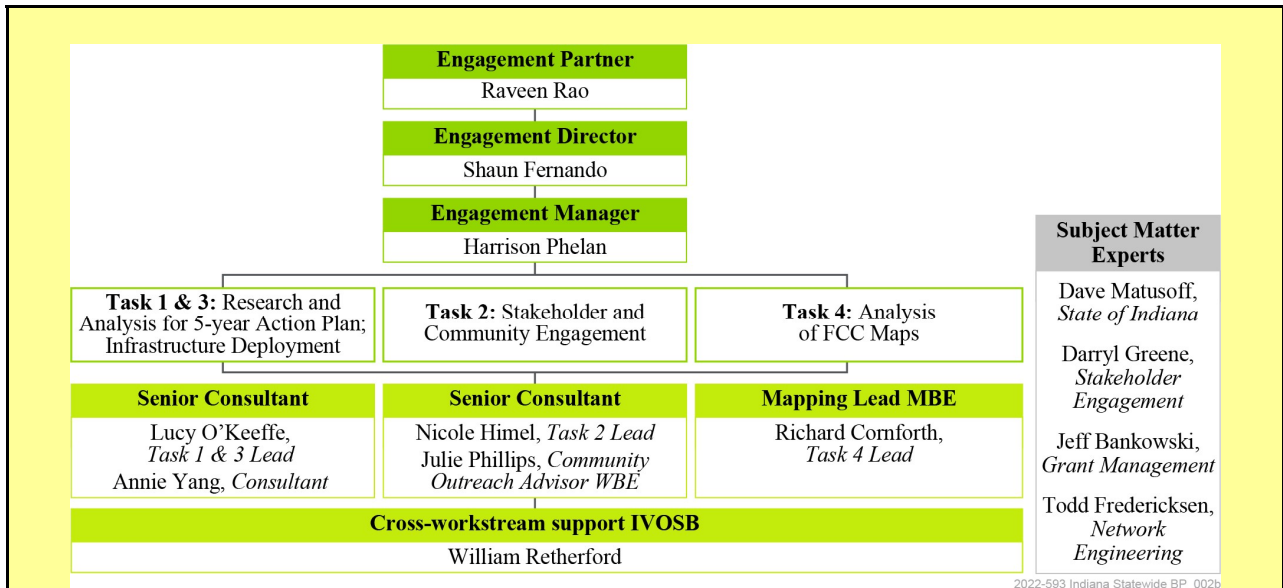 Engagement Partner
Raveen Rao
Engagement Director
Shaun Fernando
Engagement Manager
Harrison Phelan
Task 1 & 3: Research and
Analysis for 5-year Action Plan;
Infrastructure Deployment
Task 2: Stakeholder and
Community Engagement
Task 4: Analysis
of FCC Maps
Senior Consultant
Lucy O’Keeffe,
Task 1 & 3 Lead
Annie Yang, Consultant
Senior Consultant
Nicole Himel, Task 2 Lead
Julie Phillips, Community
Outreach Advisor WBE
Mapping Lead MBE
Richard Cornforth,
Task 4 Lead
Cross-workstream support IVOSB
William Retherford
Subject Matter
Experts
Dave Matusoff,
State of Indiana
Darryl Greene,
Stakeholder
Engagement
Jeff Bankowski,
Grant Management
Todd Fredericksen,
Network
Engineering
2022-593 Indiana Statewide BP_002b